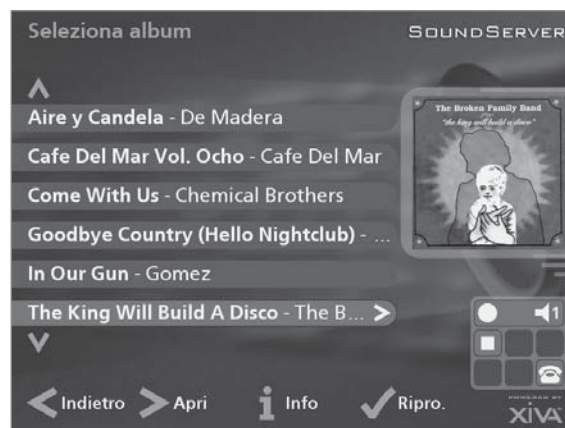 Seleziona album
SOUNDSERVER
Aire y Candela - De Madera
Cafe Del Mar Vol. Ocho - Cafe Del Mar
Come With Us - Chemical Brothers
Goodbye Country (Hello Nightclub) - ...
In Our Gun - Gomez
The King Will Build A Disco - The B...
The Broken Family Band
"the king will build a disco"
1
Indietro
Apri
Info
Ripro.
POWERED BY
XIVA